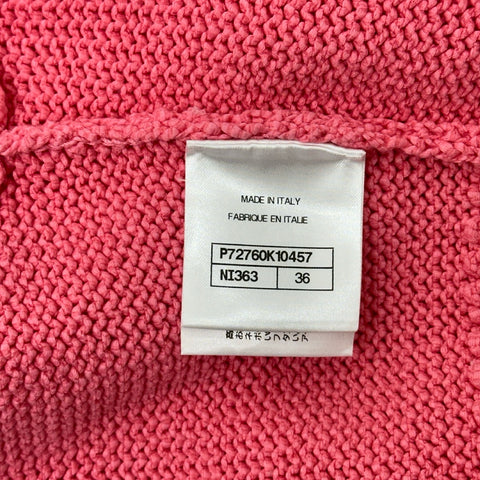 MADE IN ITALY
FABRIQUE EN ITALIE
P72760K10457
NI363 36